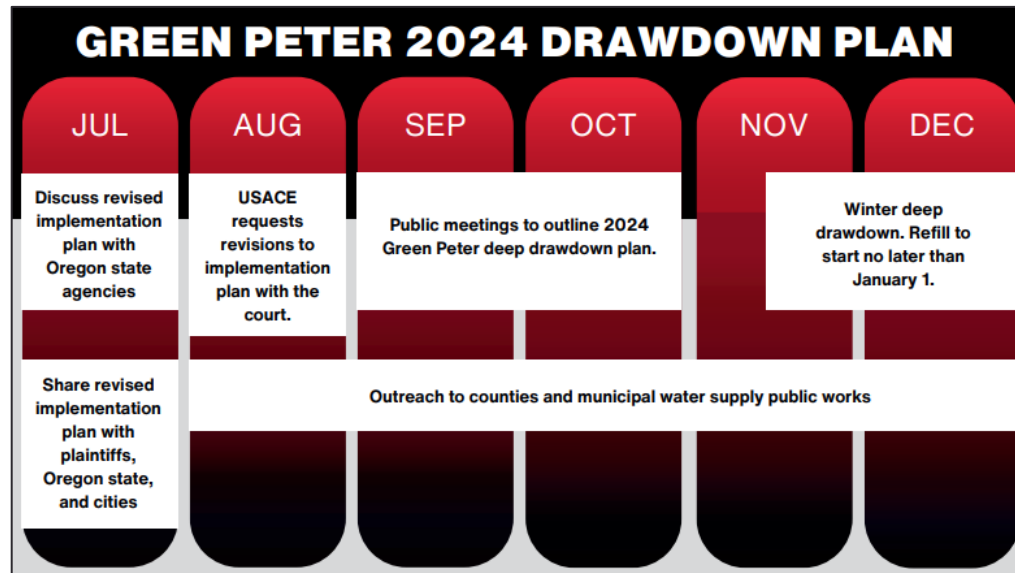 GREEN PETER 2024 DRAWDOWN PLAN
JUL
AUG
SEP
OCT
NOV
DEC
Discuss revised
implementation
plan with
Oregon state
agencies
USACE
requests
revisions to
implementation
plan with the
court.
Public meetings to outline 2024
Green Peter deep drawdown plan.
Winter deep
drawdown. Refill to
start no later than
January 1.
Share revised
implementation
plan with
plaintiffs,
Oregon state,
and cities
Outreach to counties and municipal water supply public works